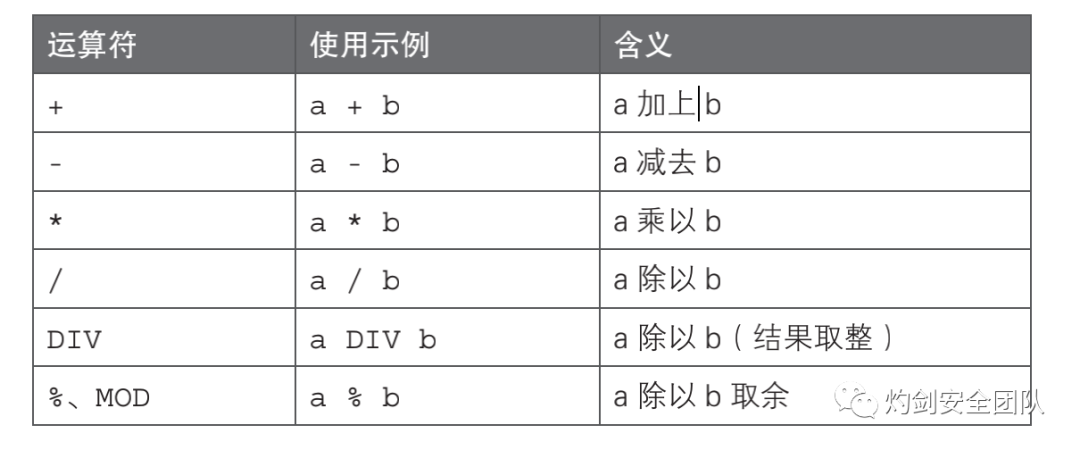 运算符 使用示例 含义
+ a + b a 加上 b
- a - b a 减去 b
* a * b a 乘以 b
/ a / b a 除以 b
DIV a DIV b a 除以 b（结果取整）
%、MOD a % b a 除以 b 取余
灼剑安全团队